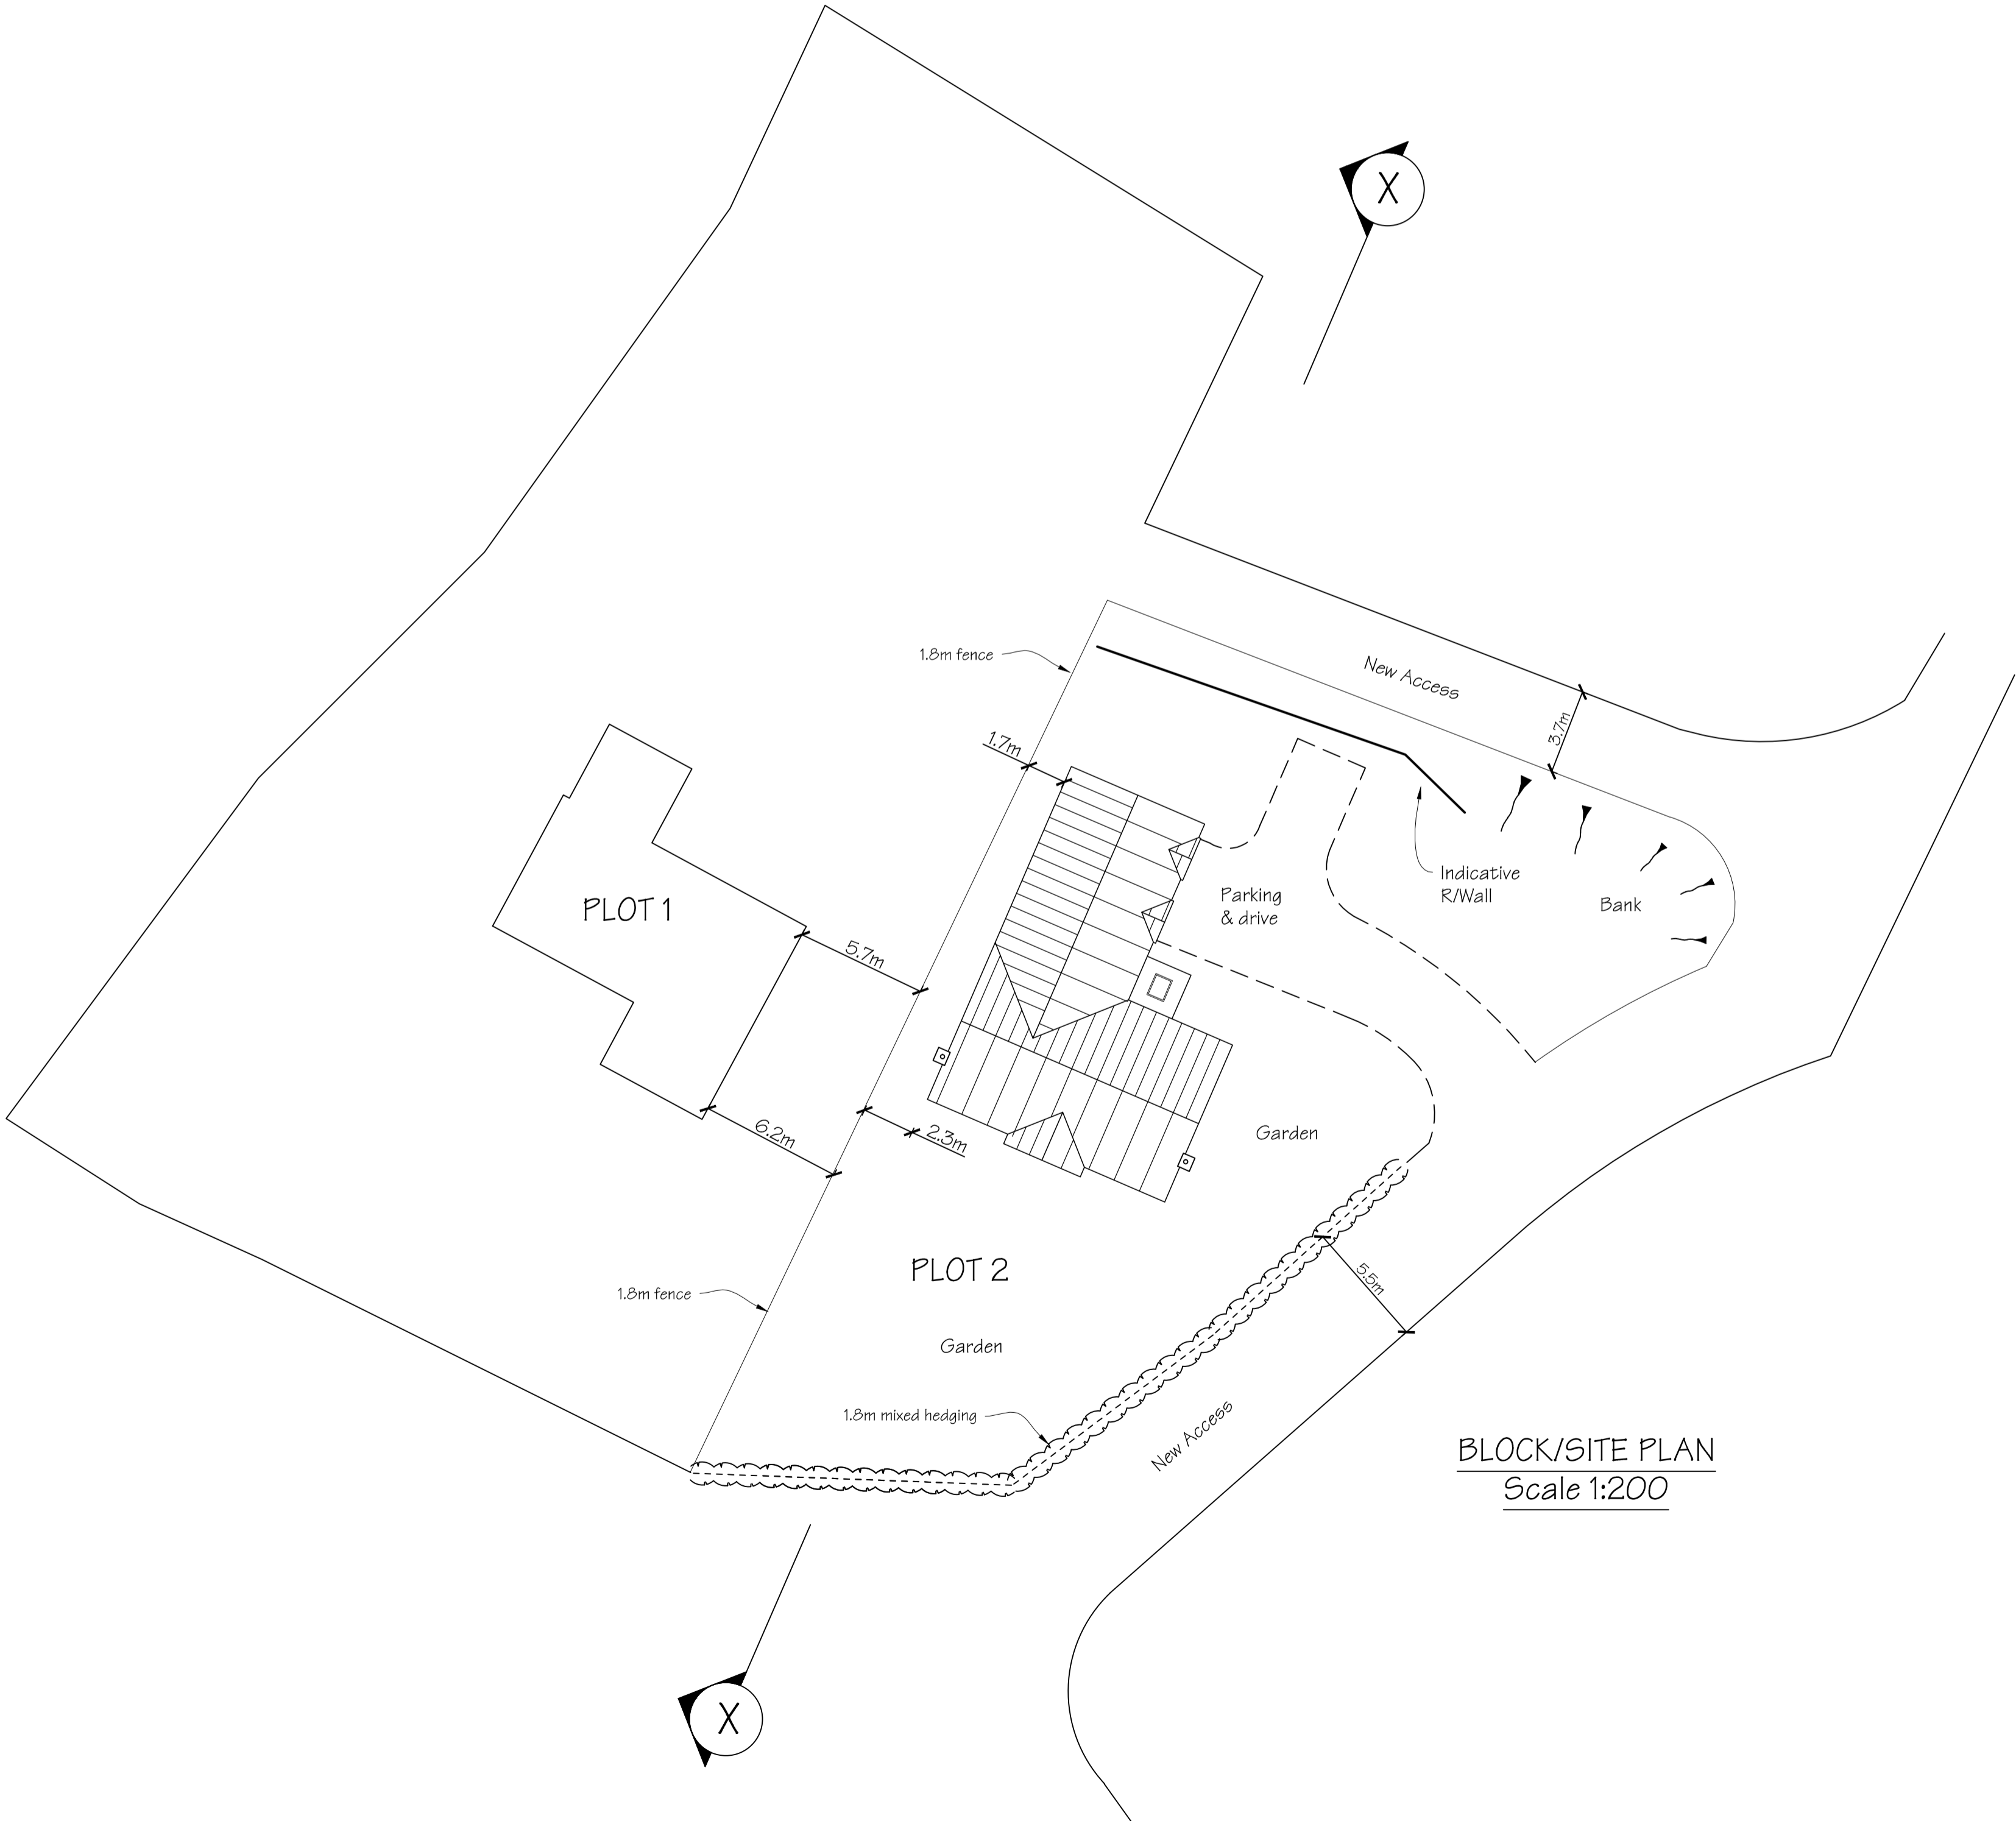 X
1.8m fence
New Access
3.7m
1.7m
Indicative
R/Wall
Parking
& drive
Bank
PLOT 1
5.7m
6.2m
2.3m
Garden
PLOT 2
1.8m fence
5.5m
Garden
1.8m mixed hedging
New Access
BLOCK/SITE PLAN
Scale 1:200
X